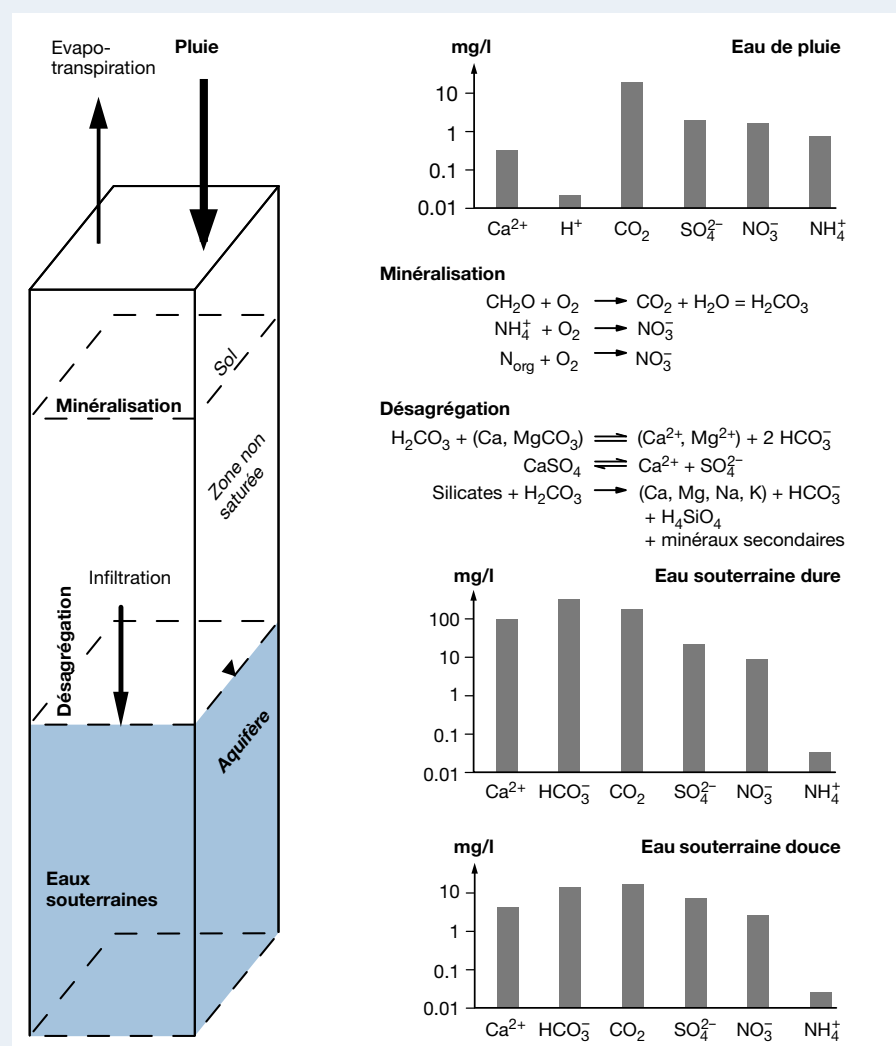 Evapo-
transpiration
Pluie
Sol
Minéralisation
Zone non
saturée
Infiltration
Désagrégation
Aquifère
Eaux
souterraines
mg/l
Eau de pluie
10
1
0.1
0.01
Ca²⁺ H⁺ CO₂ SO₄²⁻ NO₃⁻ NH₄⁺
Minéralisation
CH₂O + O₂ → CO₂ + H₂O = H₂CO₃
NH₄⁺ + O₂ → NO₃⁻
N_org + O₂ → NO₃⁻
Désagrégation
H₂CO₃ + (Ca, MgCO₃) ⇌ (Ca²⁺, Mg²⁺) + 2 HCO₃⁻
CaSO₄ ⇌ Ca²⁺ + SO₄²⁻
Silicates + H₂CO₃ → (Ca, Mg, Na, K) + HCO₃⁻
+ H₄SiO₄
+ minéraux secondaires
mg/l
Eau souterraine dure
100
10
1
0.1
0.01
Ca²⁺ HCO₃⁻ CO₂ SO₄²⁻ NO₃⁻ NH₄⁺
mg/l
Eau souterraine douce
10
1
0.1
0.01
Ca²⁺ HCO₃⁻ CO₂ SO₄²⁻ NO₃⁻ NH₄⁺